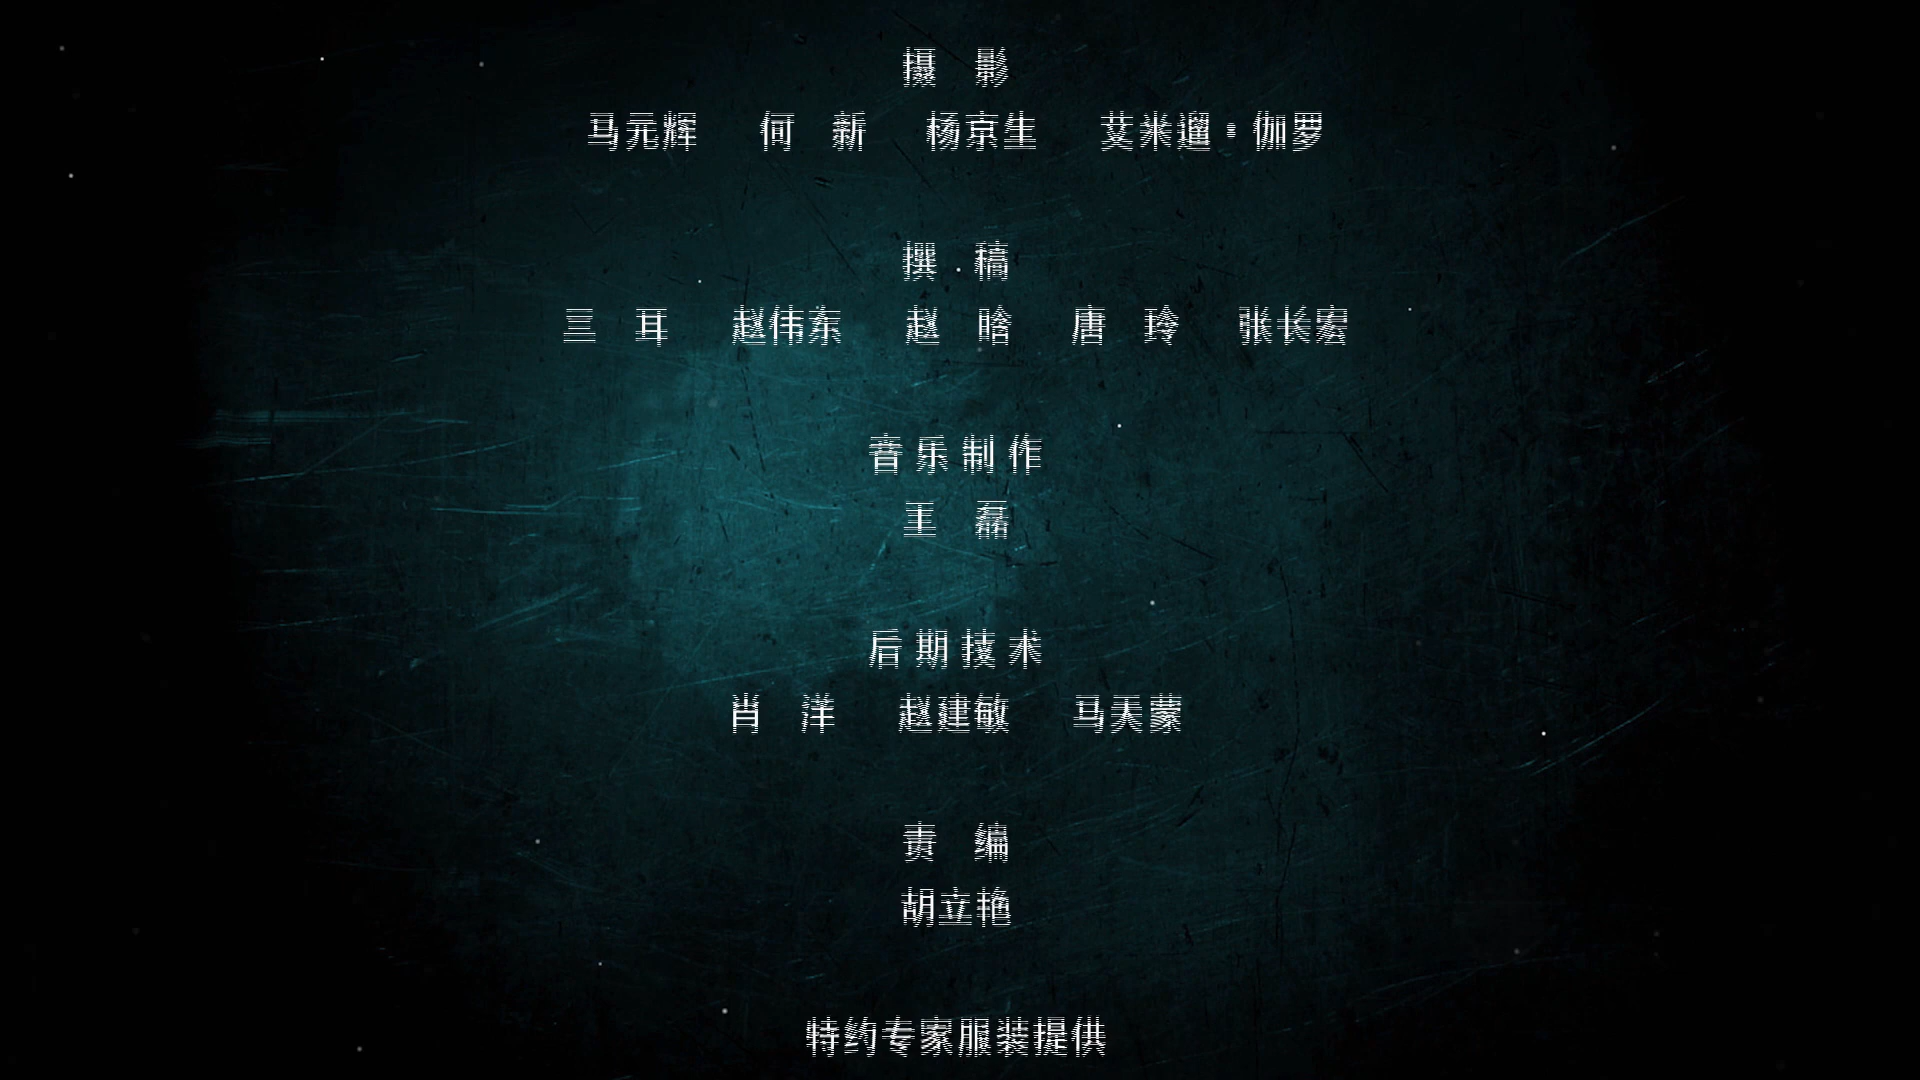 摄 影
马元辉 何 新 杨京生 艾米遛·伽罗
撰 稿
三 耳 赵伟东 赵 晗 唐 玲 张长宏
音乐制作
王 磊
后期技术
肖 洋 赵建敏 马天蒙
责 编
胡立艳
特约专家服装提供